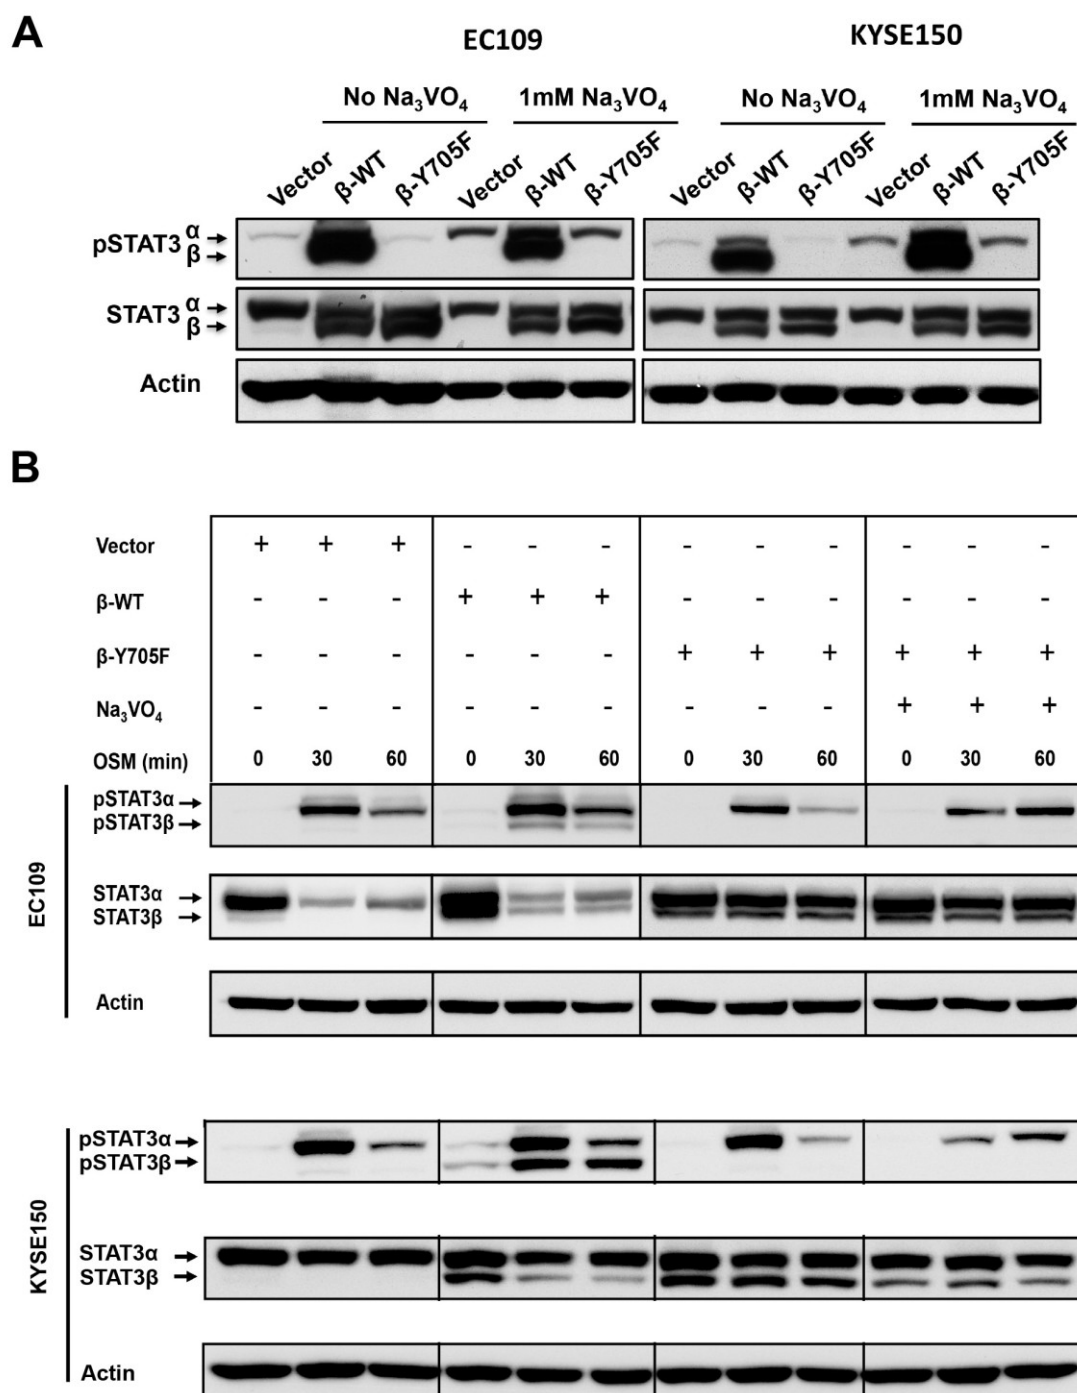 A
EC109 KYSE150
No Na₃VO₄ 1mM Na₃VO₄ No Na₃VO₄ 1mM Na₃VO₄
Vector β-WT β-Y705F Vector β-WT β-Y705F Vector β-WT β-Y705F Vector β-WT β-Y705F
pSTAT3 α
β
STAT3 α
β
Actin
B
Vector + + + - - - - - - - - -
β-WT - - - + + + - - - - - -
β-Y705F - - - - - - + + + + + +
Na₃VO₄ - - - - - - - - - + + +
OSM (min) 0 30 60 0 30 60 0 30 60 0 30 60
EC109
pSTAT3α
pSTAT3β
STAT3α
STAT3β
Actin
KYSE150
pSTAT3α
pSTAT3β
STAT3α
STAT3β
Actin